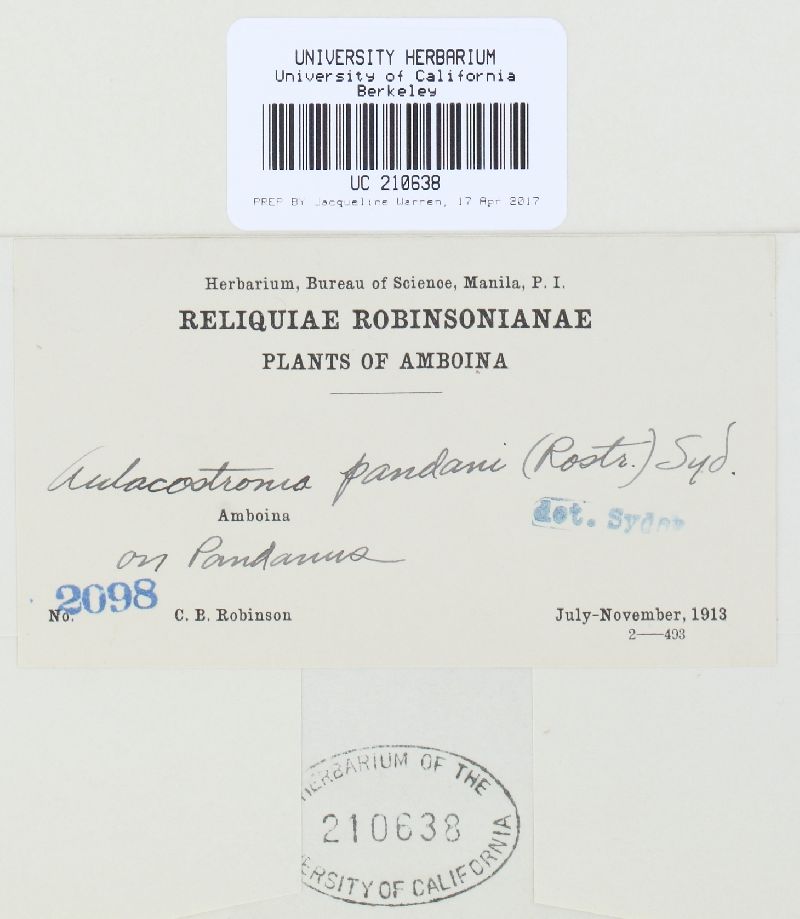 UNIVERSITY HERBARIUM
University of California
Berkeley
UC 210638
PREP BY Jacqueline Warren, 17 Apr 2017
Herbarium, Bureau of Science, Manila, P. I.
RELIQUIAE ROBINSONIANAE
PLANTS OF AMBOINA
Aulacostroma pandani (Rostr.) Syd.
Amboina
det. Sydow
on Pandanus
No. 2098 C. B. Robinson July-November, 1913
2—493
HERBARIUM OF THE
210638
ERSITY OF CALIFORNIA